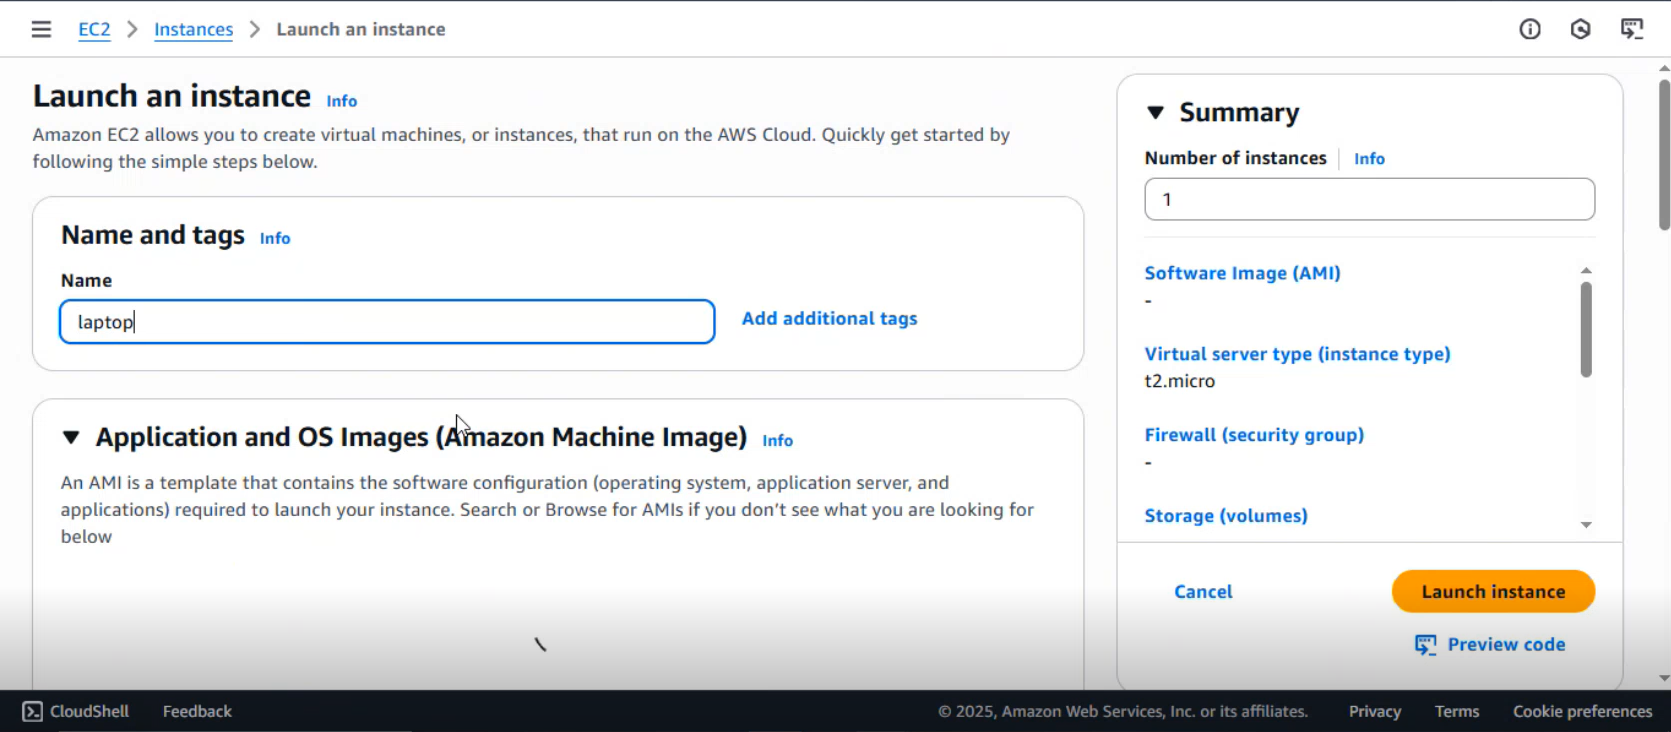 EC2 > Instances > Launch an instance
Launch an instance Info
Amazon EC2 allows you to create virtual machines, or instances, that run on the AWS Cloud. Quickly get started by
following the simple steps below.
Name and tags Info
Name
laptop
Add additional tags
Application and OS Images (Amazon Machine Image) Info
An AMI is a template that contains the software configuration (operating system, application server, and
applications) required to launch your instance. Search or Browse for AMIs if you don't see what you are looking for
below
Summary
Number of instances Info
1
Software Image (AMI)
-
Virtual server type (instance type)
t2.micro
Firewall (security group)
-
Storage (volumes)
Cancel
Launch instance
Preview code
CloudShell Feedback © 2025, Amazon Web Services, Inc. or its affiliates. Privacy Terms Cookie preferences